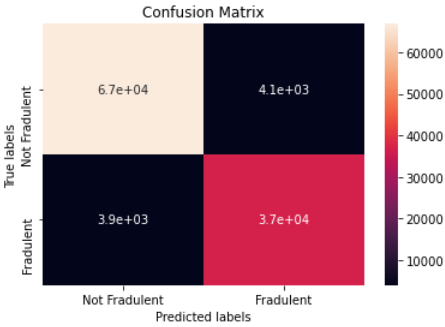 Confusion Matrix
True labels
Not Fradulent
Fradulent
6.7e+04
4.1e+03
3.9e+03
3.7e+04
Not Fradulent
Fradulent
Predicted labels
60000
50000
40000
30000
20000
10000